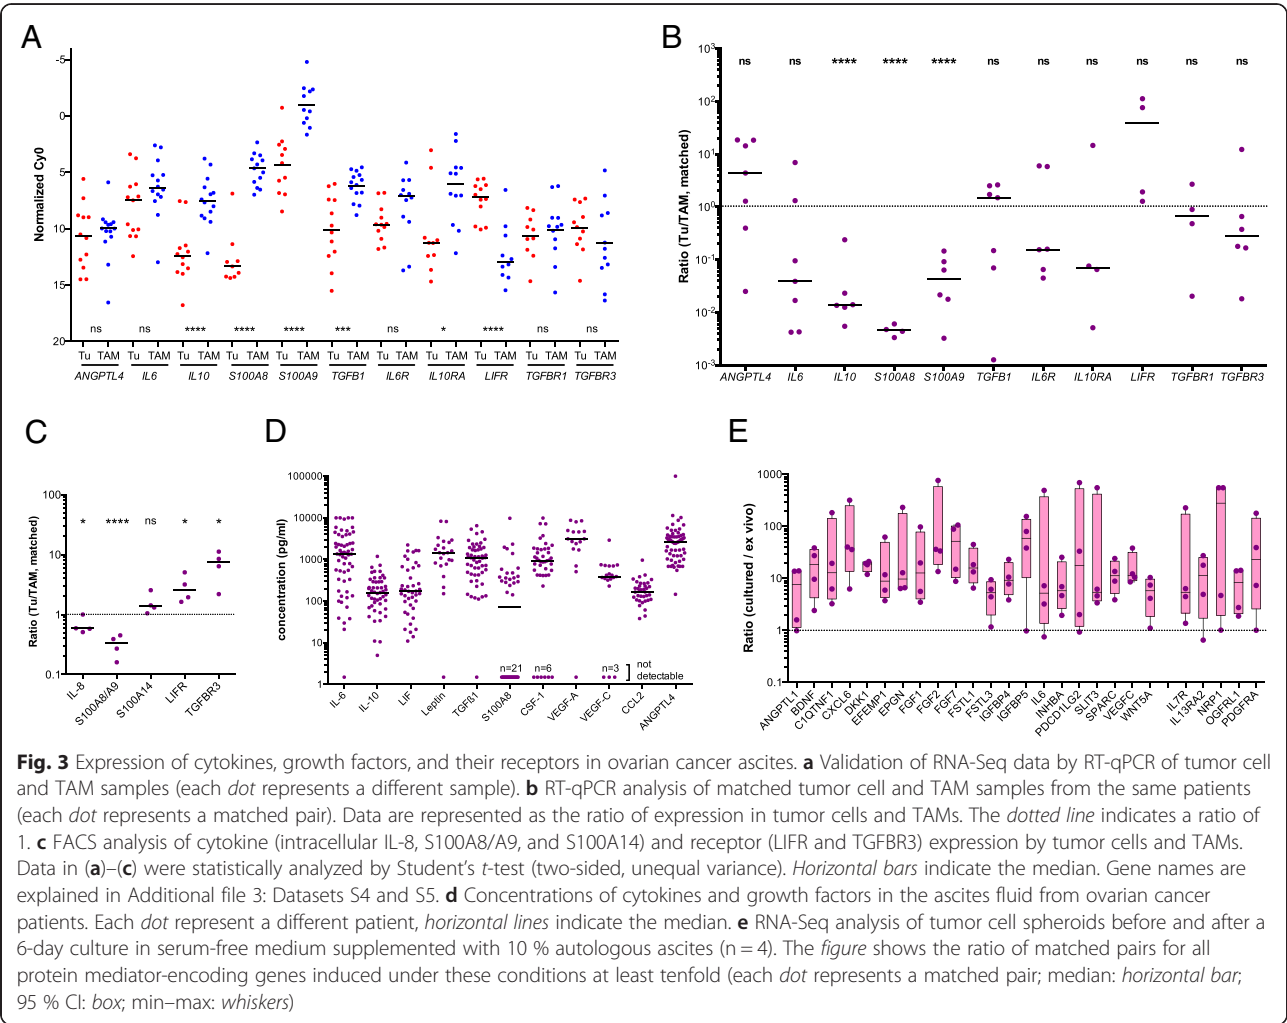 A
-5
0
5
10
15
20
Normalized Cy0
ns ns **** **** **** *** ns * **** ns ns
Tu TAM Tu TAM Tu TAM Tu TAM Tu TAM Tu TAM Tu TAM Tu TAM Tu TAM Tu TAM Tu TAM
ANGPTL4 IL6 IL10 S100A8 S100A9 TGFB1 IL6R IL10RA LIFR TGFBR1 TGFBR3
B
10³
10²
10¹
10⁰
10⁻¹
10⁻²
10⁻³
Ratio (Tu/TAM, matched)
ns ns **** **** **** ns ns ns ns ns ns
ANGPTL4 IL6 IL10 S100A8 S100A9 TGFB1 IL6R IL10RA LIFR TGFBR1 TGFBR3
C
100
10
1
0.1
Ratio (Tu/TAM, matched)
* **** ns * *
IL-8 S100A8/A9 S100A14 LIFR TGFBR3
D
100000
10000
1000
100
10
1
concentration (pg/ml)
n=21 n=6 n=3 not
detectable
IL-6 IL-10 LIF Leptin TGFß1 S100A8 CSF-1 VEGF-A VEGF-C CCL2 ANGPTL4
E
1000
100
10
1
0.1
Ratio (cultured / ex vivo)
ANGPTL1 BDNF C1QTNF1 CXCL6 DKK1 EFEMP1 EPGN FGF1 FGF2 FGF7 FSTL1 FSTL3 IGFBP4 IGFBP5 IL6 INHBA PDCD1LG2 SLIT3 SPARC VEGFC WNT5A IL7R IL13RA2 NRP1 OGFRL1 PDGFRA
Fig. 3 Expression of cytokines, growth factors, and their receptors in ovarian cancer ascites. a Validation of RNA-Seq data by RT-qPCR of tumor cell
and TAM samples (each dot represents a different sample). b RT-qPCR analysis of matched tumor cell and TAM samples from the same patients
(each dot represents a matched pair). Data are represented as the ratio of expression in tumor cells and TAMs. The dotted line indicates a ratio of
1. c FACS analysis of cytokine (intracellular IL-8, S100A8/A9, and S100A14) and receptor (LIFR and TGFBR3) expression by tumor cells and TAMs.
Data in (a)–(c) were statistically analyzed by Student’s t-test (two-sided, unequal variance). Horizontal bars indicate the median. Gene names are
explained in Additional file 3: Datasets S4 and S5. d Concentrations of cytokines and growth factors in the ascites fluid from ovarian cancer
patients. Each dot represent a different patient, horizontal lines indicate the median. e RNA-Seq analysis of tumor cell spheroids before and after a
6-day culture in serum-free medium supplemented with 10 % autologous ascites (n = 4). The figure shows the ratio of matched pairs for all
protein mediator-encoding genes induced under these conditions at least tenfold (each dot represents a matched pair; median: horizontal bar;
95 % CI: box; min–max: whiskers)